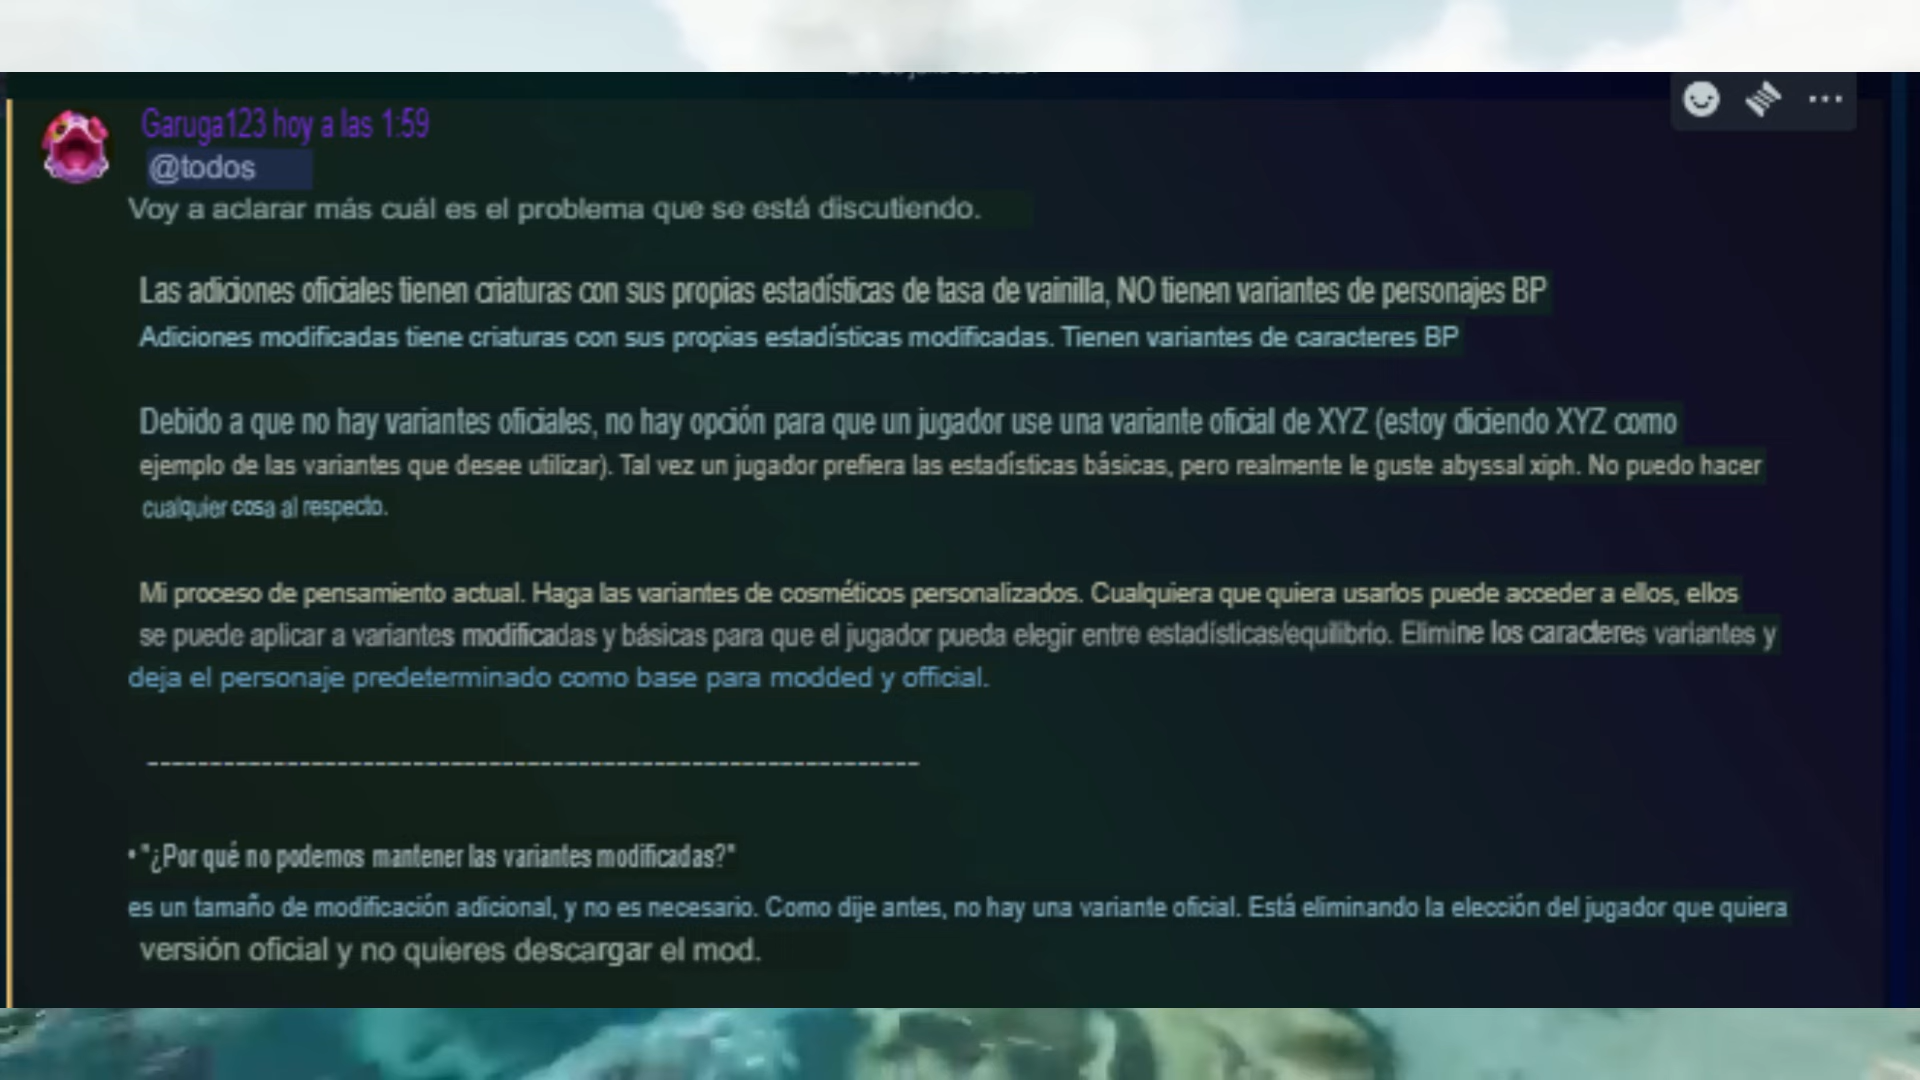 Garuga123 hoy a las 1:59
@todos
Voy a aclarar más cuál es el problema que se está discutiendo.
Las adiciones oficiales tienen criaturas con sus propias estadísticas de tasa de vainilla, NO tienen variantes de personajes BP
Adiciones modificadas tiene criaturas con sus propias estadísticas modificadas. Tienen variantes de caracteres BP
Debido a que no hay variantes oficiales, no hay opción para que un jugador use una variante oficial de XYZ (estoy diciendo XYZ como
ejemplo de las variantes que desee utilizar). Tal vez un jugador prefiera las estadísticas básicas, pero realmente le guste abyssal xiph. No puedo hacer
cualquier cosa al respecto.
Mi proceso de pensamiento actual. Haga las variantes de cosméticos personalizados. Cualquiera que quiera usarlos puede acceder a ellos, ellos
se puede aplicar a variantes modificadas y básicas para que el jugador pueda elegir entre estadísticas/equilibrio. Elimine los caracteres variantes y
deja el personaje predeterminado como base para modded y official.
--------------------------------------------------------------
• "¿Por qué no podemos mantener las variantes modificadas?"
es un tamaño de modificación adicional, y no es necesario. Como dije antes, no hay una variante oficial. Está eliminando la elección del jugador que quiera
versión oficial y no quieres descargar el mod.